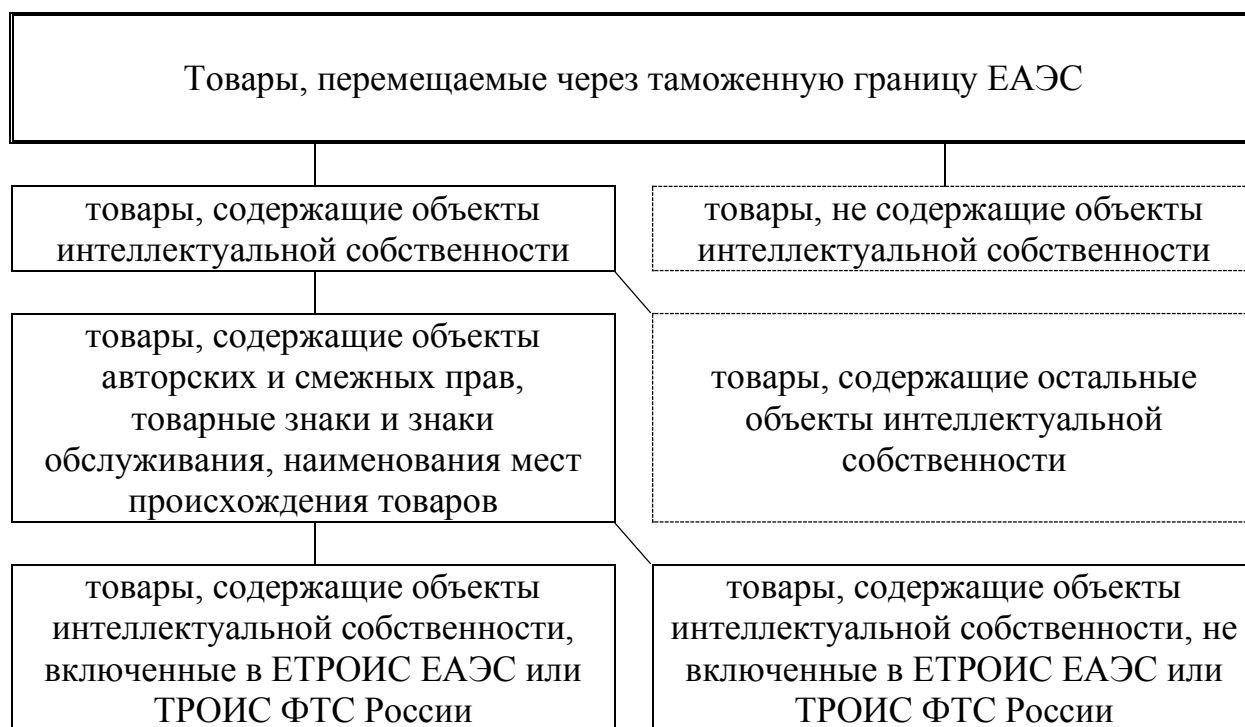 Товары, перемещаемые через таможенную границу ЕАЭС
товары, содержащие объекты
интеллектуальной собственности
товары, не содержащие объекты
интеллектуальной собственности
товары, содержащие объекты
авторских и смежных прав,
товарные знаки и знаки
обслуживания, наименования мест
происхождения товаров
товары, содержащие остальные
объекты интеллектуальной
собственности
товары, содержащие объекты
интеллектуальной собственности,
включенные в ЕТРОИС ЕАЭС или
ТРОИС ФТС России
товары, содержащие объекты
интеллектуальной собственности, не
включенные в ЕТРОИС ЕАЭС или
ТРОИС ФТС России